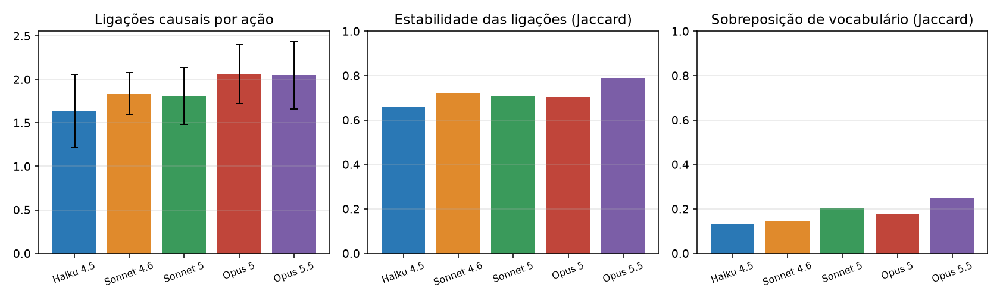 Ligações causais por ação
2.5
2.0
1.5
1.0
0.5
0.0
Haiku 4.5
Sonnet 4.6
Sonnet 5
Opus 5
Opus 5.5
Estabilidade das ligações (Jaccard)
1.0
0.8
0.6
0.4
0.2
0.0
Haiku 4.5
Sonnet 4.6
Sonnet 5
Opus 5
Opus 5.5
Sobreposição de vocabulário (Jaccard)
1.0
0.8
0.6
0.4
0.2
0.0
Haiku 4.5
Sonnet 4.6
Sonnet 5
Opus 5
Opus 5.5